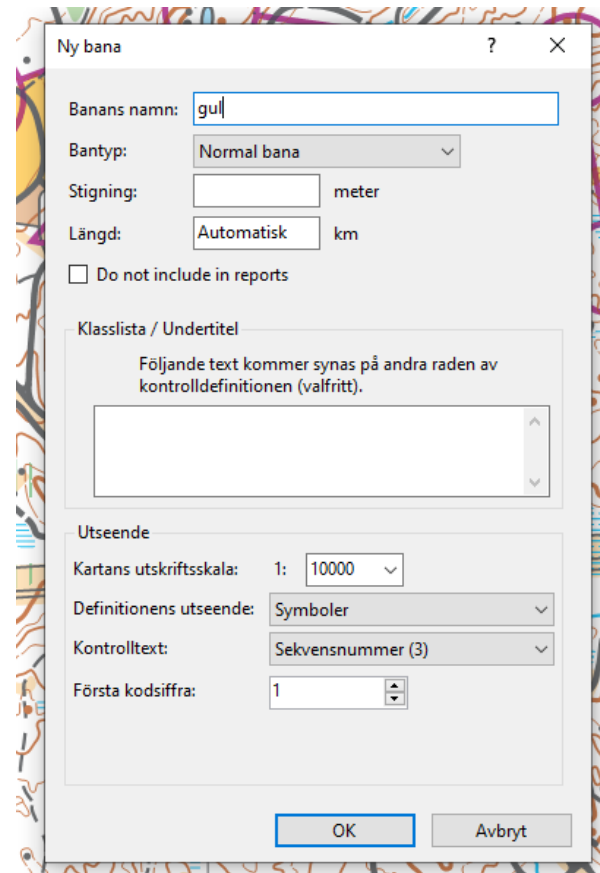 Ny bana
Banans namn: gul
Bantyp: Normal bana
Stigning: meter
Längd: Automatisk km
Do not include in reports
Klasslista / Undertitel
Följande text kommer synas på andra raden av
kontrolldefinitionen (valfritt).
Utseende
Kartans utskriftsskala: 1: 10000
Definitionens utseende: Symboler
Kontrolltext: Sekvensnummer (3)
Första kodsiffra: 1
OK Avbryt